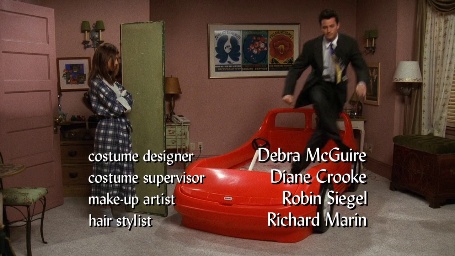 costume designer Debra McGuire
costume supervisor Diane Crooke
make-up artist Robin Siegel
hair stylist Richard Marin